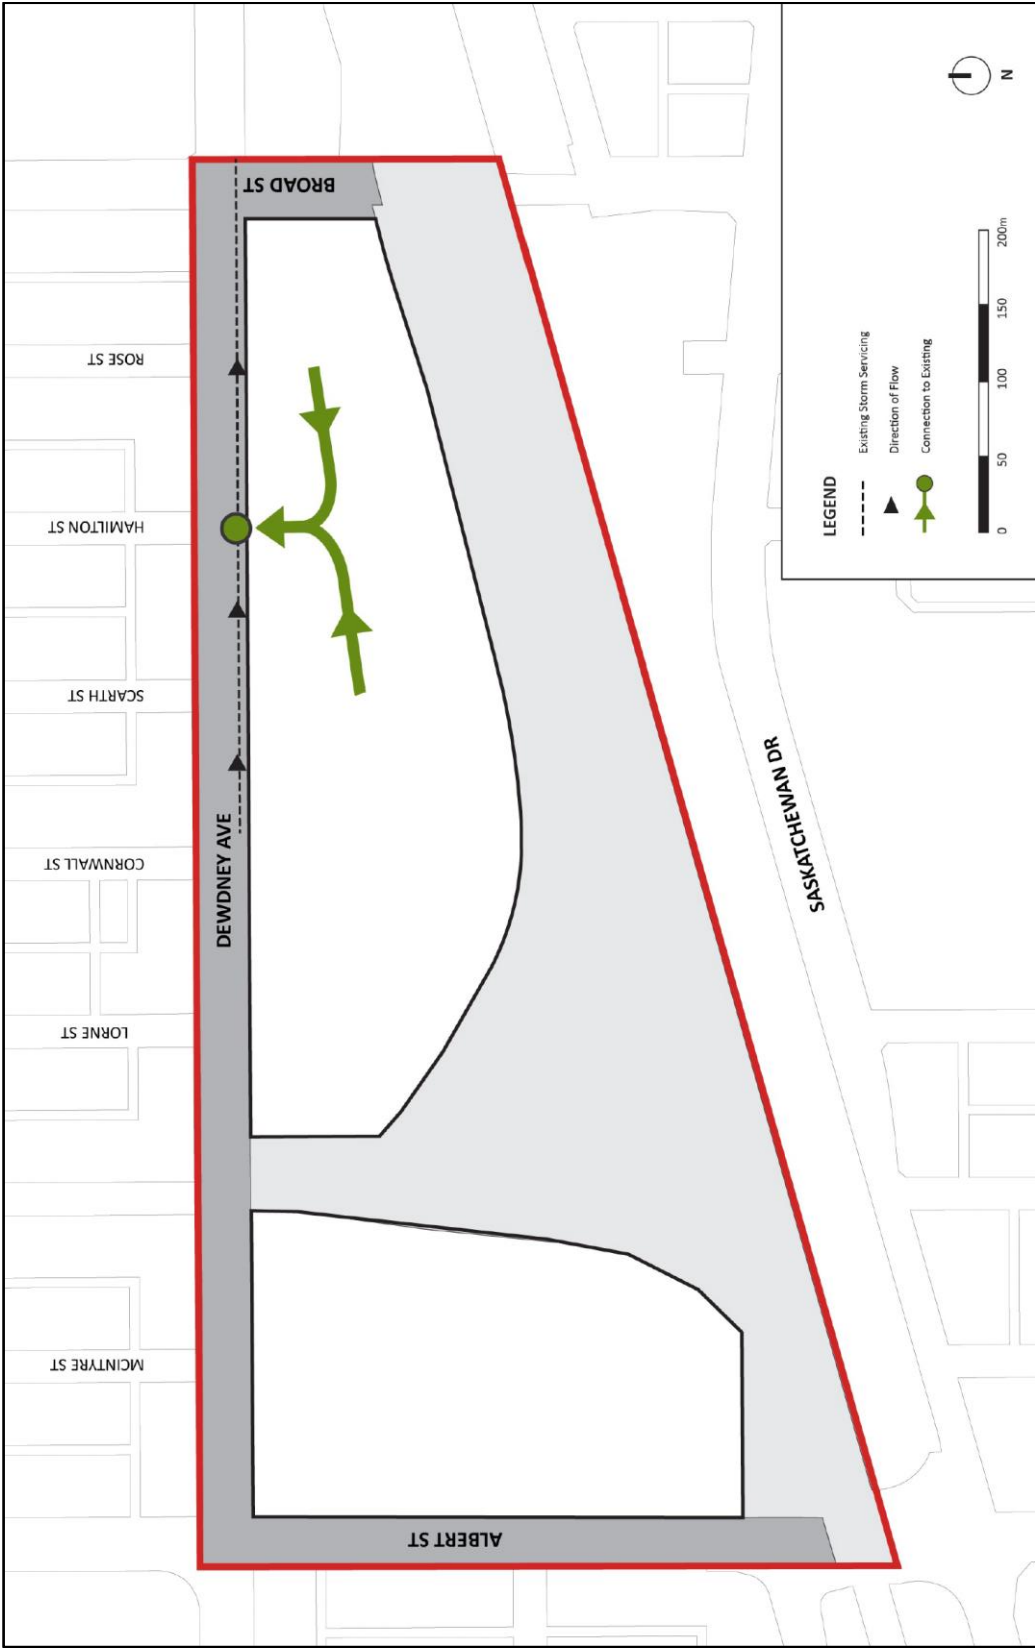 MCINTYRE ST
LORNE ST
CORNWALL ST
SCARTH ST
HAMILTON ST
ROSE ST
DEWDNEY AVE
ALBERT ST
BROAD ST
SASKATCHEWAN DR
LEGEND
Existing Storm Servicing
Direction of Flow
Connection to Existing
0 50 100 150 200m
N